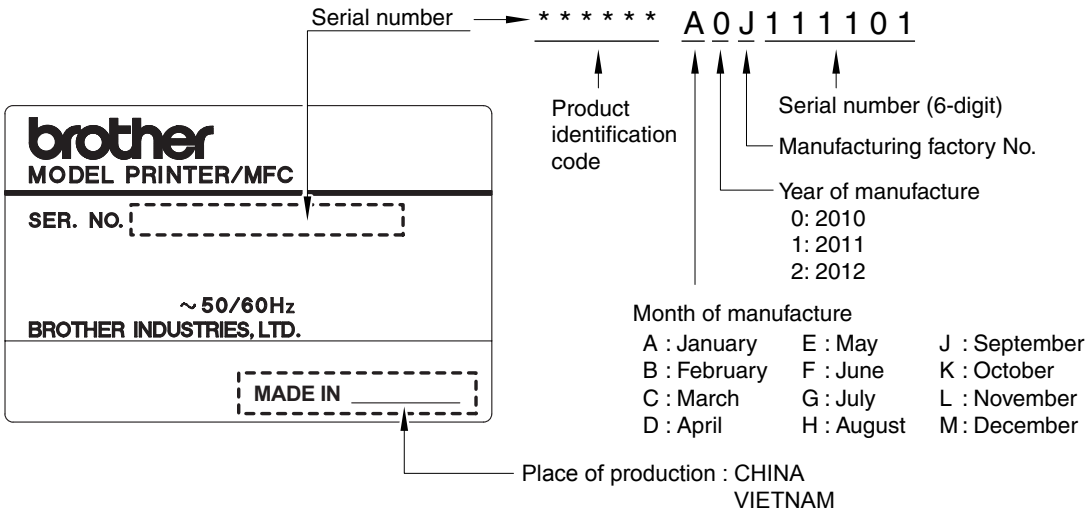 Serial number
* * * * * * A 0 J 1 1 1 1 0 1
Product
identification
code
Serial number (6-digit)
Manufacturing factory No.
Year of manufacture
0: 2010
1: 2011
2: 2012
Month of manufacture
A : January E : May J : September
B : February F : June K : October
C : March G : July L : November
D : April H : August M : December
brother
MODEL PRINTER/MFC
SER. NO.
~ 50/60Hz
BROTHER INDUSTRIES, LTD.
MADE IN ___________
Place of production : CHINA
VIETNAM